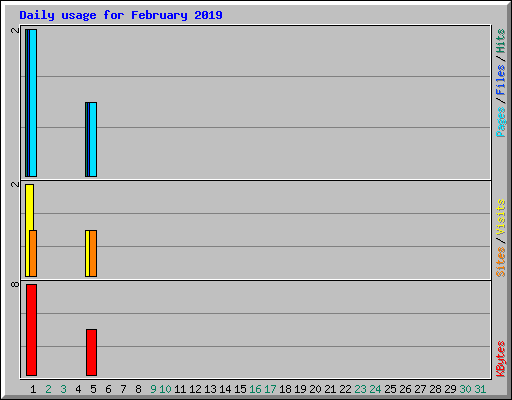 Daily usage for February 2019
2
Pages / Files / Hits
2
Sites / Visits
8
KBytes
1 2 3 4 5 6 7 8 9 10 11 12 13 14 15 16 17 18 19 20 21 22 23 24 25 26 27 28 29 30 31